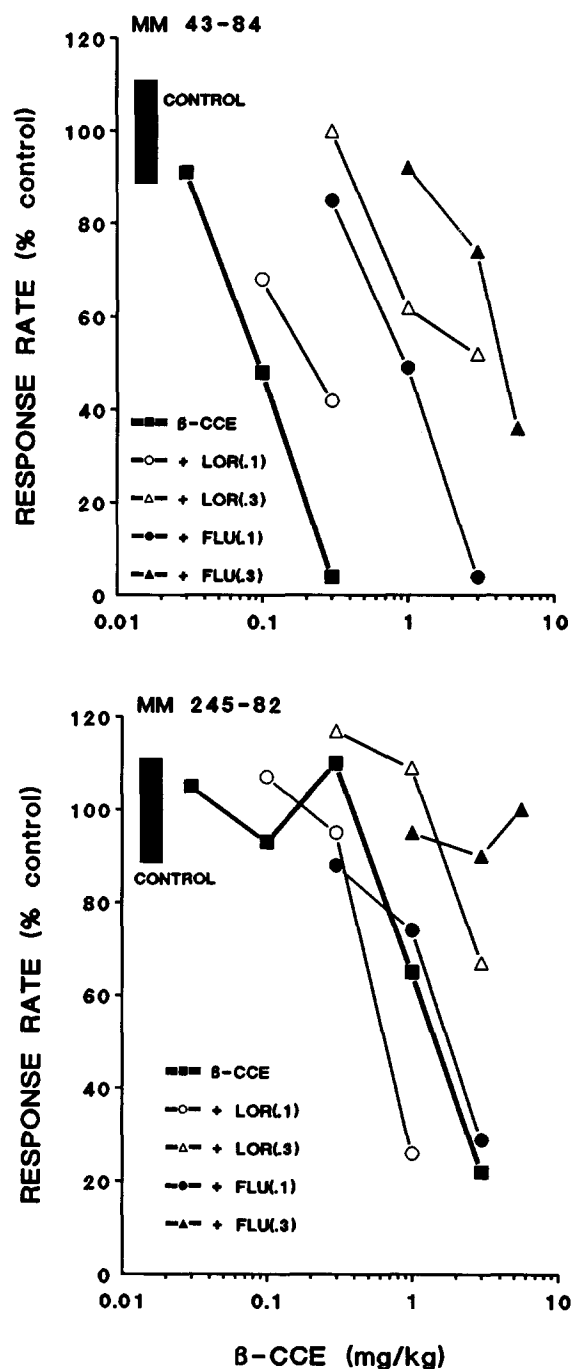 MM 43-84
120
CONTROL
100
80
60
40
20
0
RESPONSE RATE (% control)
β-CCE
+ LOR(.1)
+ LOR(.3)
+ FLU(.1)
+ FLU(.3)
0.01
0.1
1
10
MM 245-82
120
100
CONTROL
80
60
40
20
0
RESPONSE RATE (% control)
β-CCE
+ LOR(.1)
+ LOR(.3)
+ FLU(.1)
+ FLU(.3)
0.01
0.1
1
10
β-CCE (mg/kg)